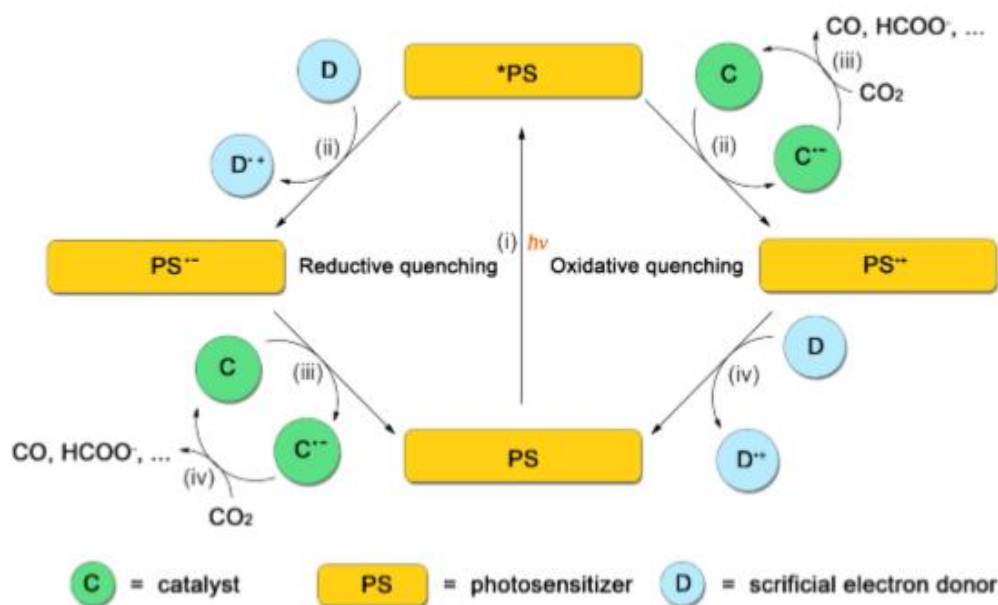 CO, HCOO⁻, ...
D
*PS
C
(iii)
CO₂
(ii)
(ii)
D•+
C•−
(i) hν
PS•−
Reductive quenching
Oxidative quenching
PS•+
D
C
(iii)
(iv)
C•−
PS
D•+
CO, HCOO⁻, ...
(iv)
CO₂
C = catalyst
PS = photosensitizer
D = scrificial electron donor